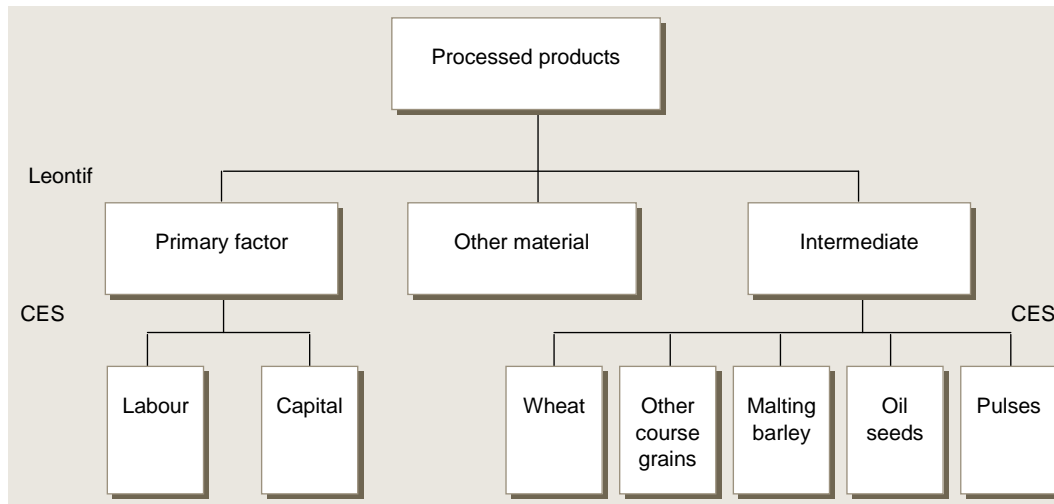 Processed products
Leontif
Primary factor
Other material
Intermediate
CES
CES
Labour
Capital
Wheat
Other
course
grains
Malting
barley
Oil
seeds
Pulses